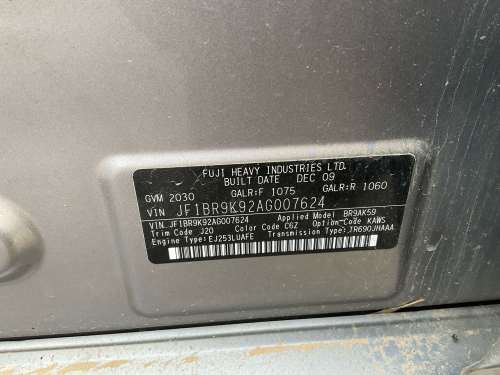 FUJI HEAVY INDUSTRIES LTD.
BUILT DATE DEC 09
GVM 2030 GALR:F 1075 GALR:R 1060
VIN JF1BR9K92AG007624
VIN JF1BR9K92AG007624 Applied Model BR9AK59
Trim Code J20 Color Code C6Z Option Code KAWS
Engine Type;EJ253LUAFE Transmission Type;TR690JHAAA